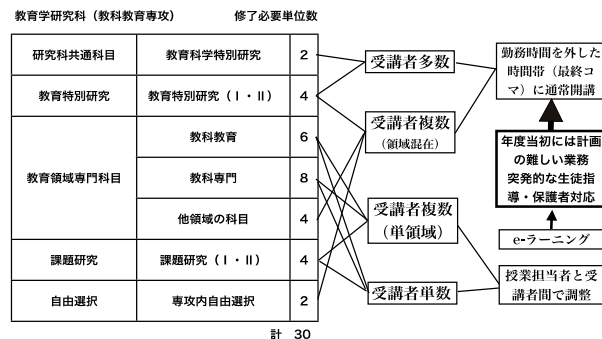 教育学研究科（教科教育専攻）　修了必要単位数
研究科共通科目　教育科学特別研究　2
教育特別研究　教育特別研究（Ⅰ・Ⅱ）　4
教育領域専門科目
教科教育　6
教科専門　8
他領域の科目　4
課題研究　課題研究（Ⅰ・Ⅱ）　4
自由選択　専攻内自由選択　2
計　30
受講者多数
受講者複数
（領域混在）
受講者複数
（単領域）
受講者単数
勤務時間を外した
時間帯（最終コ
マ）に通常開講
年度当初には計画
の難しい業務
突発的な生徒指
導・保護者対応
e-ラーニング
授業担当者と受
講者間で調整